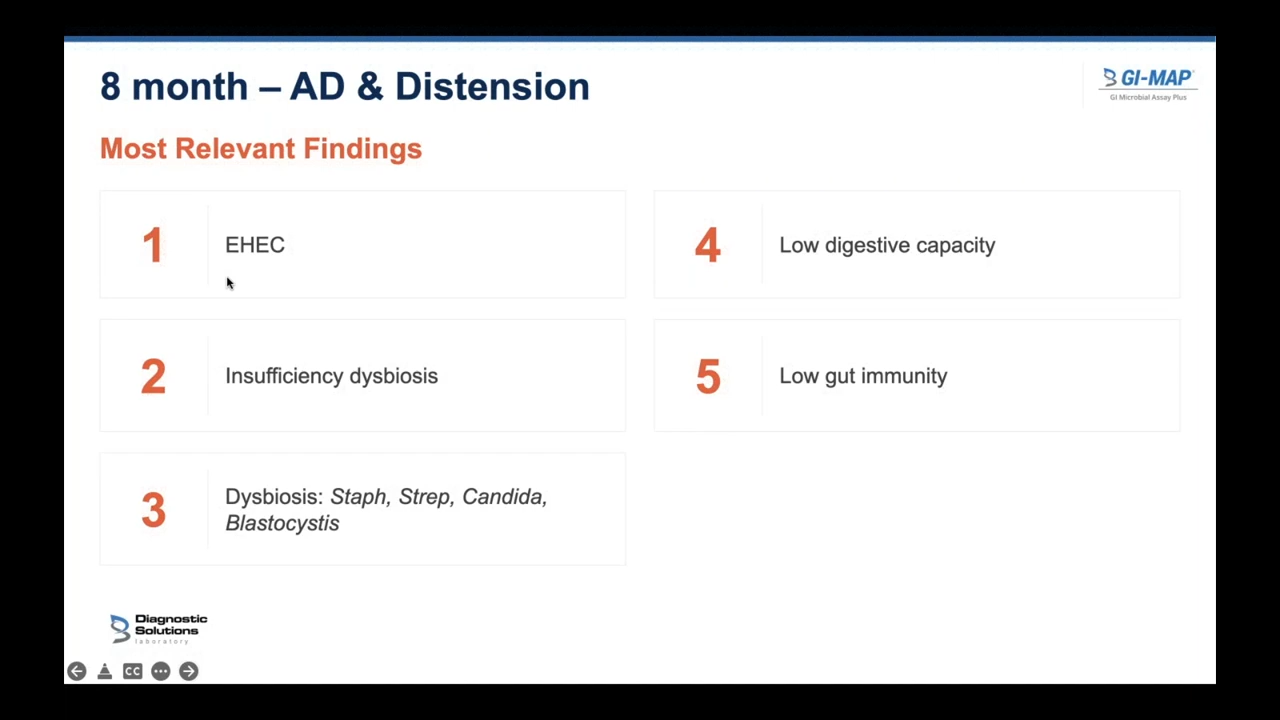 8 month – AD & Distension
GI-MAP
GI Microbial Assay Plus
Most Relevant Findings
1
EHEC
2
Insufficiency dysbiosis
3
Dysbiosis: Staph, Strep, Candida,
Blastocystis
4
Low digestive capacity
5
Low gut immunity
Diagnostic
Solutions
laboratory
CC